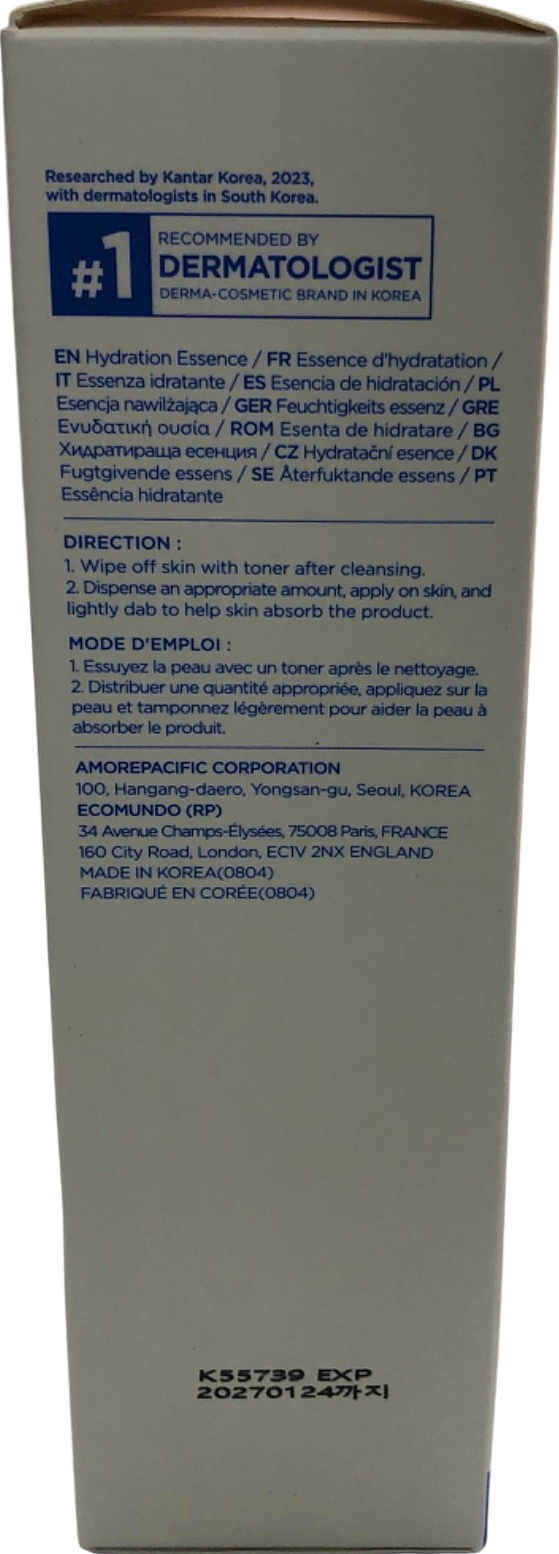 Researched by Kantar Korea, 2023,
with dermatologists in South Korea.
#1
RECOMMENDED BY
DERMATOLOGIST
DERMA-COSMETIC BRAND IN KOREA
EN Hydration Essence / FR Essence d'hydratation /
IT Essenza idratante / ES Esencia de hidratación / PL
Esencja nawilżająca / GER Feuchtigkeits essenz / GRE
Ενυδατική ουσία / ROM Esenta de hidratare / BG
Хидратираща есенция / CZ Hydratační esence / DK
Fugtgivende essens / SE Återfuktande essens / PT
Essência hidratante
DIRECTION :
1. Wipe off skin with toner after cleansing.
2. Dispense an appropriate amount, apply on skin, and
lightly dab to help skin absorb the product.
MODE D'EMPLOI :
1. Essuyez la peau avec un toner après le nettoyage.
2. Distribuer une quantité appropriée, appliquez sur la
peau et tamponnez légèrement pour aider la peau à
absorber le produit.
AMOREPACIFIC CORPORATION
100, Hangang-daero, Yongsan-gu, Seoul, KOREA
ECOMUNDO (RP)
34 Avenue Champs-Élysées, 75008 Paris, FRANCE
160 City Road, London, EC1V 2NX ENGLAND
MADE IN KOREA(0804)
FABRIQUÉ EN CORÉE(0804)
K55739 EXP
20270124까지